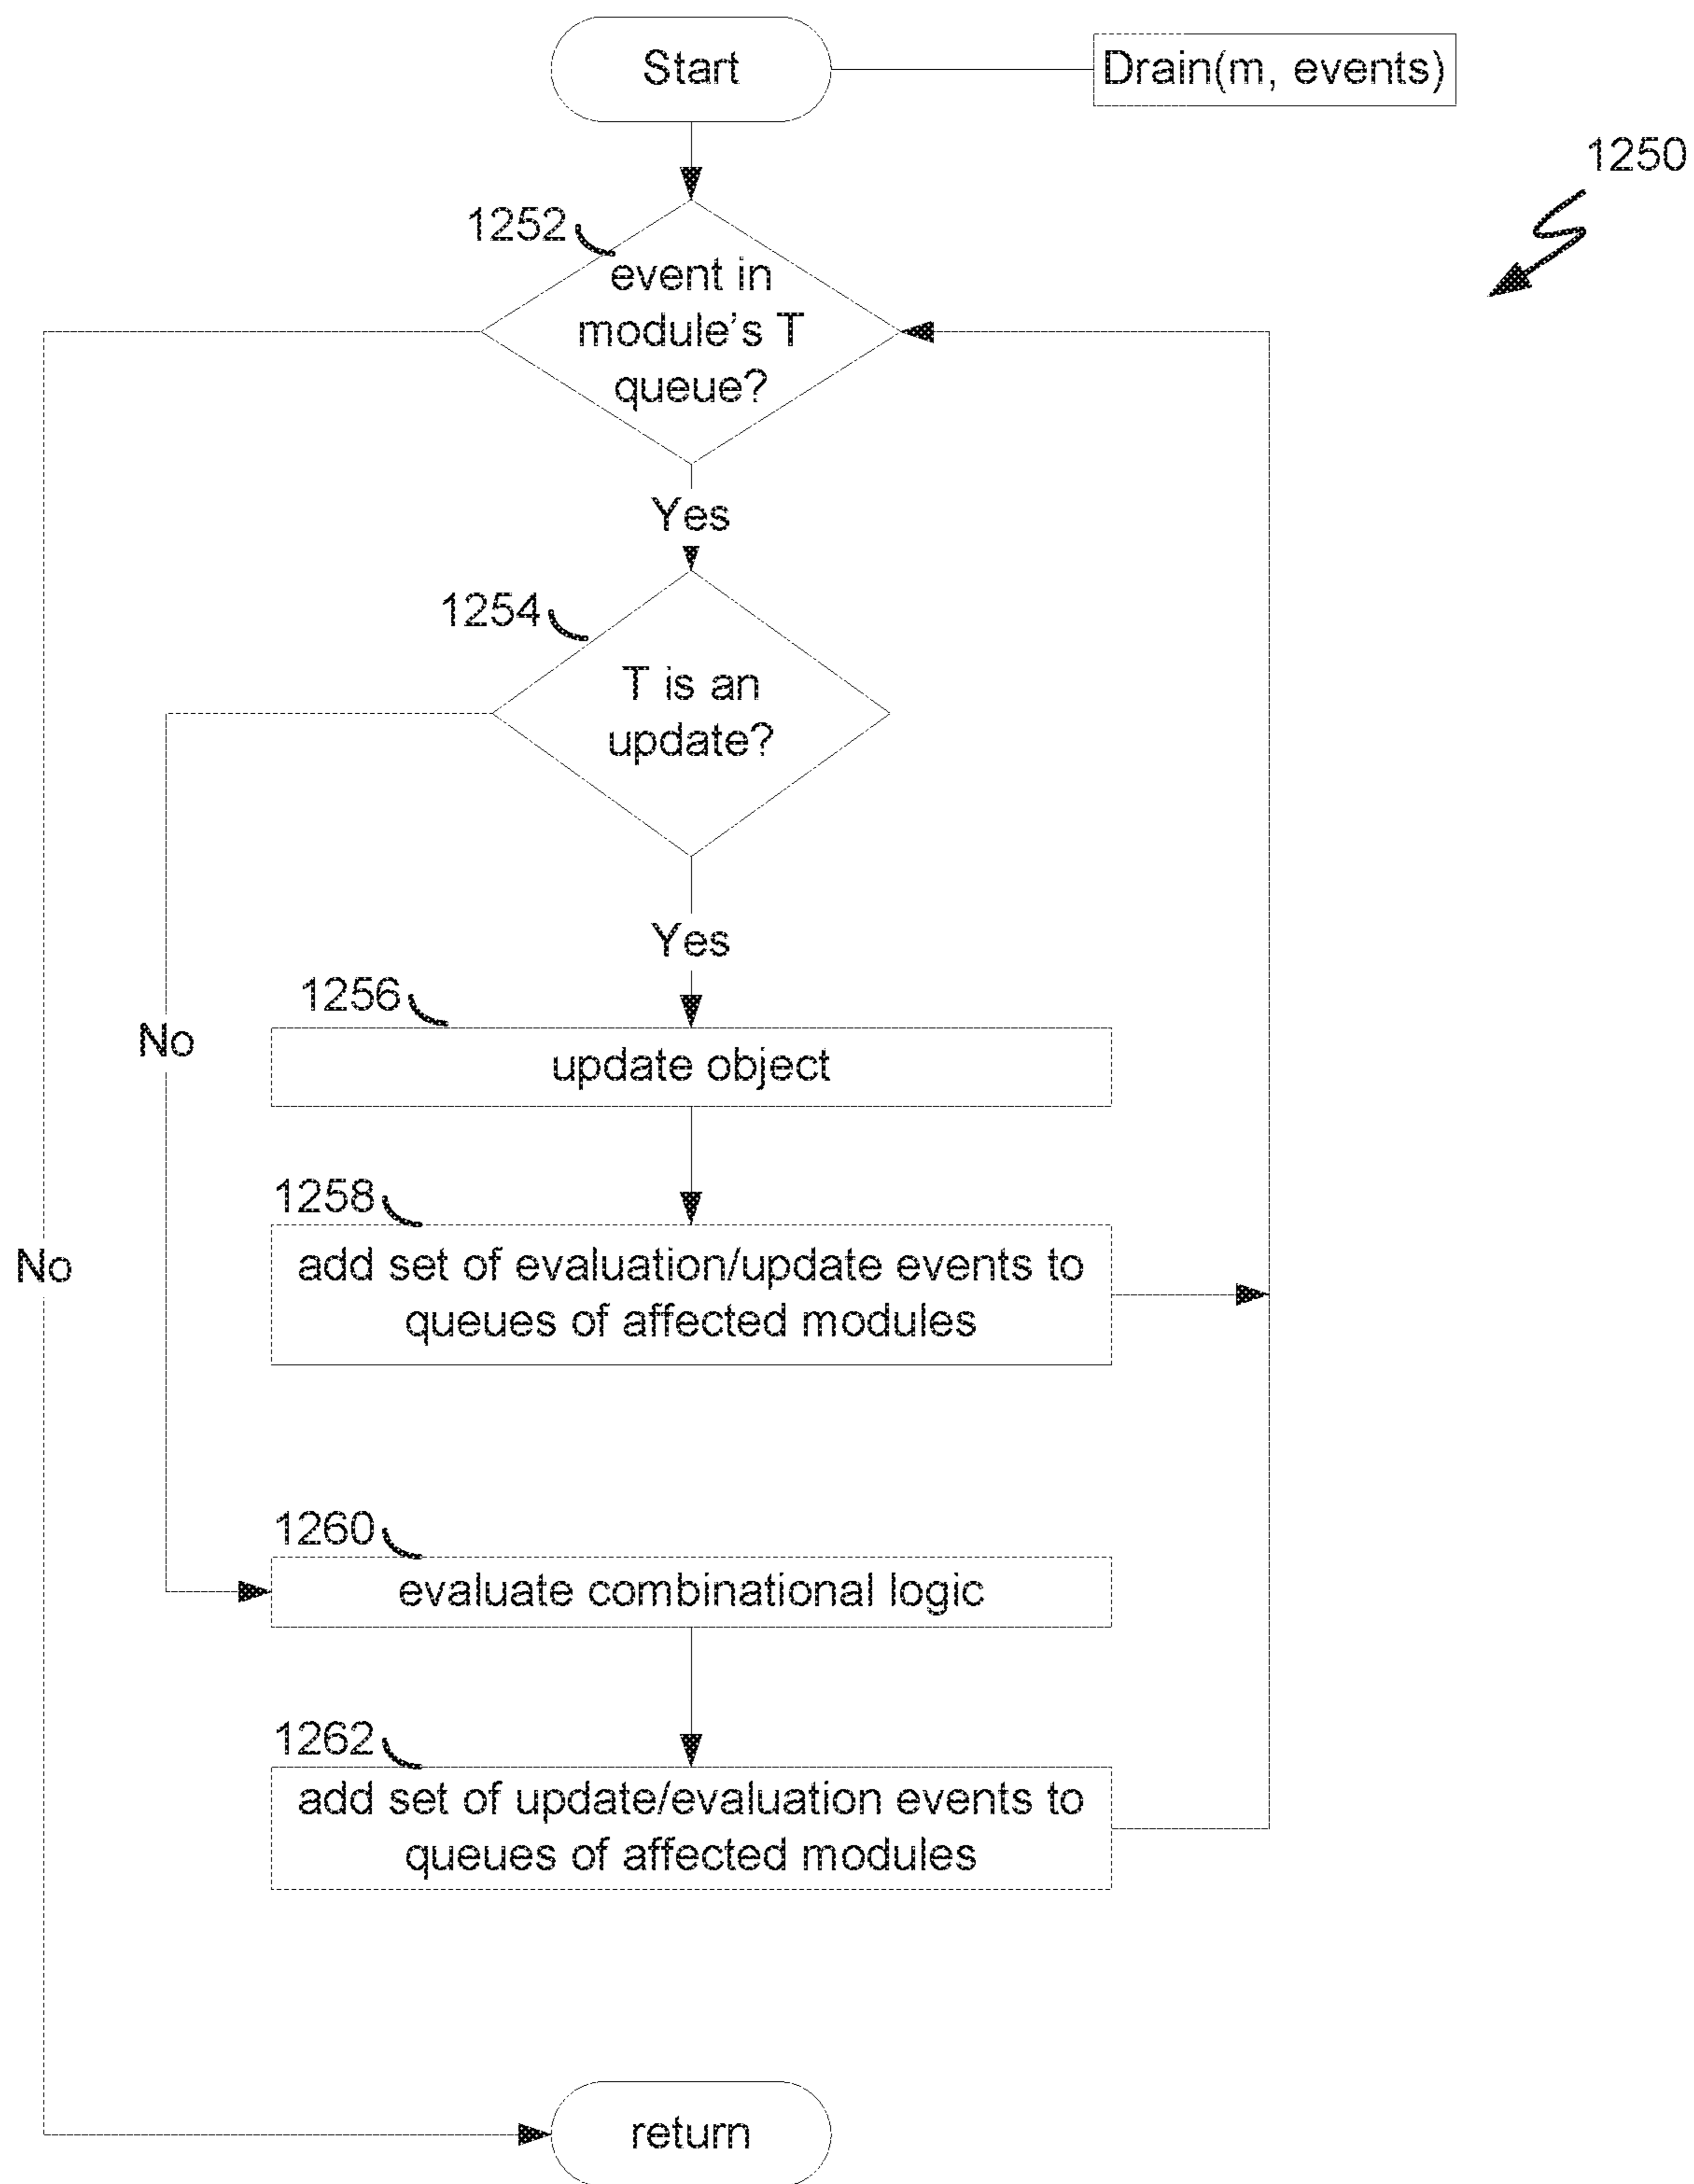 Start
Drain(m, events)
1250
1252
event in
module's T
queue?
Yes
1254
T is an
update?
Yes
1256
No
update object
1258
No
add set of evaluation/update events to
queues of affected modules
1260
evaluate combinational logic
1262
add set of update/evaluation events to
queues of affected modules
return